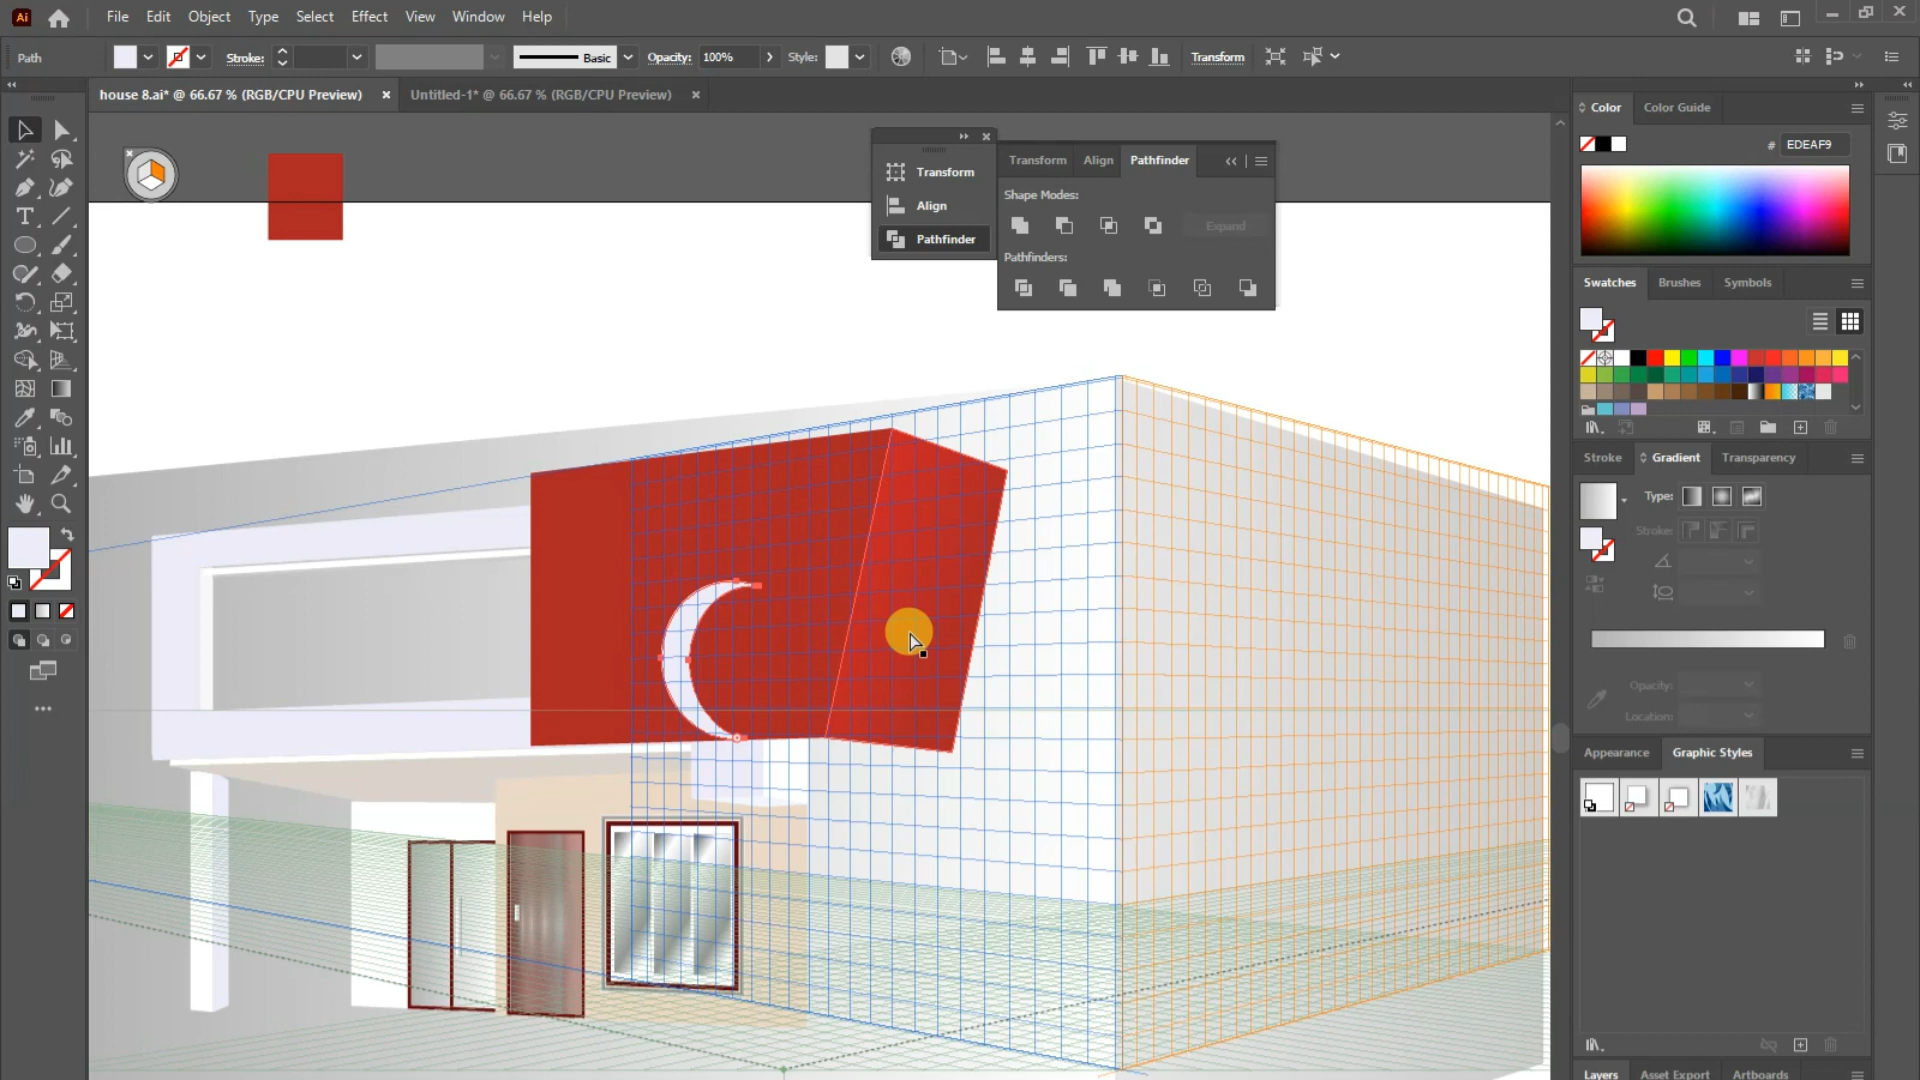 Ai File Edit Object Type Select Effect View Window Help
Path Stroke: Basic Opacity: 100% Style: Transform
house 8.ai* @ 66.67 % (RGB/CPU Preview) Untitled-1* @ 66.67 % (RGB/CPU Preview)
Color Color Guide
# EDEAF9
Transform
Align
Pathfinder
Transform Align Pathfinder
Shape Modes:
Expand
Pathfinders:
Swatches Brushes Symbols
Stroke Gradient Transparency
Type:
Stroke:
Opacity:
Location:
Appearance Graphic Styles
Layers Asset Export Artboards